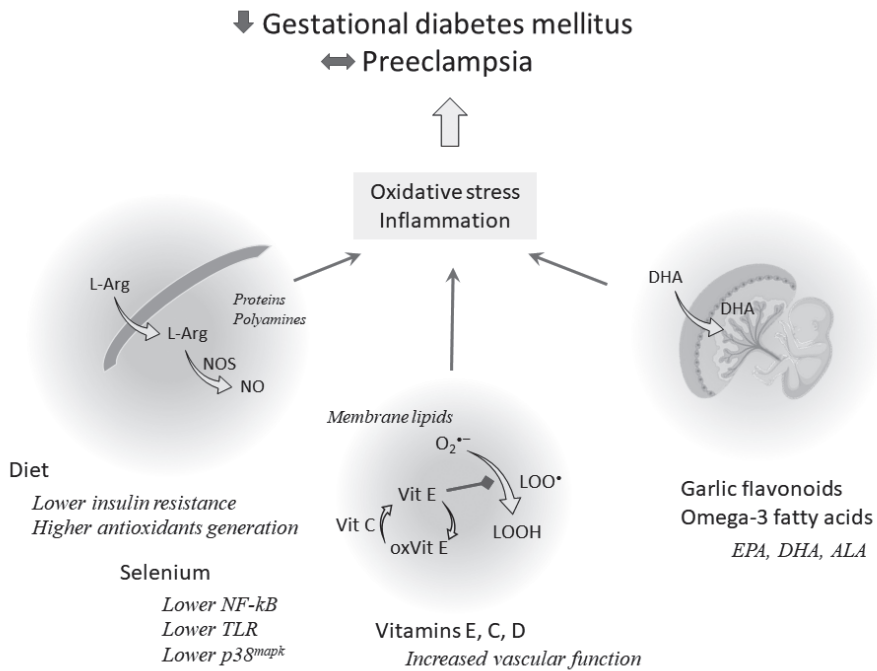 Gestational diabetes mellitus
Preeclampsia
Oxidative stress
Inflammation
L-Arg
L-Arg
NOS
NO
Proteins
Polyamines
Diet
Lower insulin resistance
Higher antioxidants generation
Selenium
Lower NF-kB
Lower TLR
Lower p38ᵐᵃᵖᵏ
Membrane lipids
O₂•−
LOO•
LOOH
Vit E
Vit C
oxVit E
Vitamins E, C, D
Increased vascular function
DHA
DHA
Garlic flavonoids
Omega-3 fatty acids
EPA, DHA, ALA